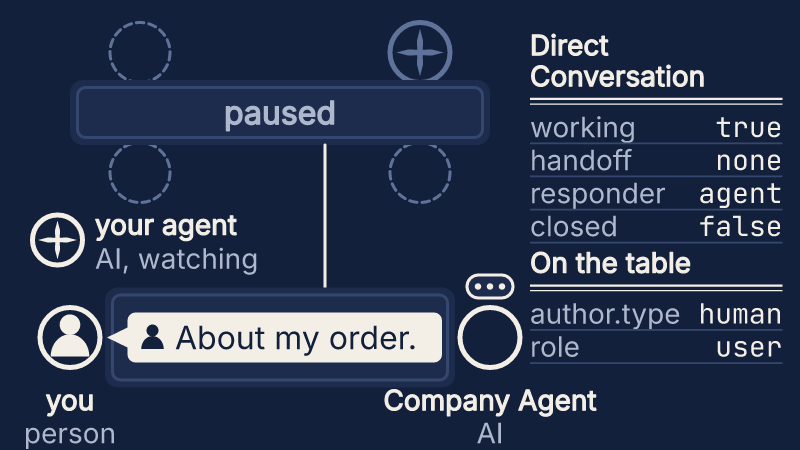 paused
your agent
AI, watching
About my order.
you
person
Company Agent
AI
Direct
Conversation
working true
handoff none
responder agent
closed false
On the table
author.type human
role user